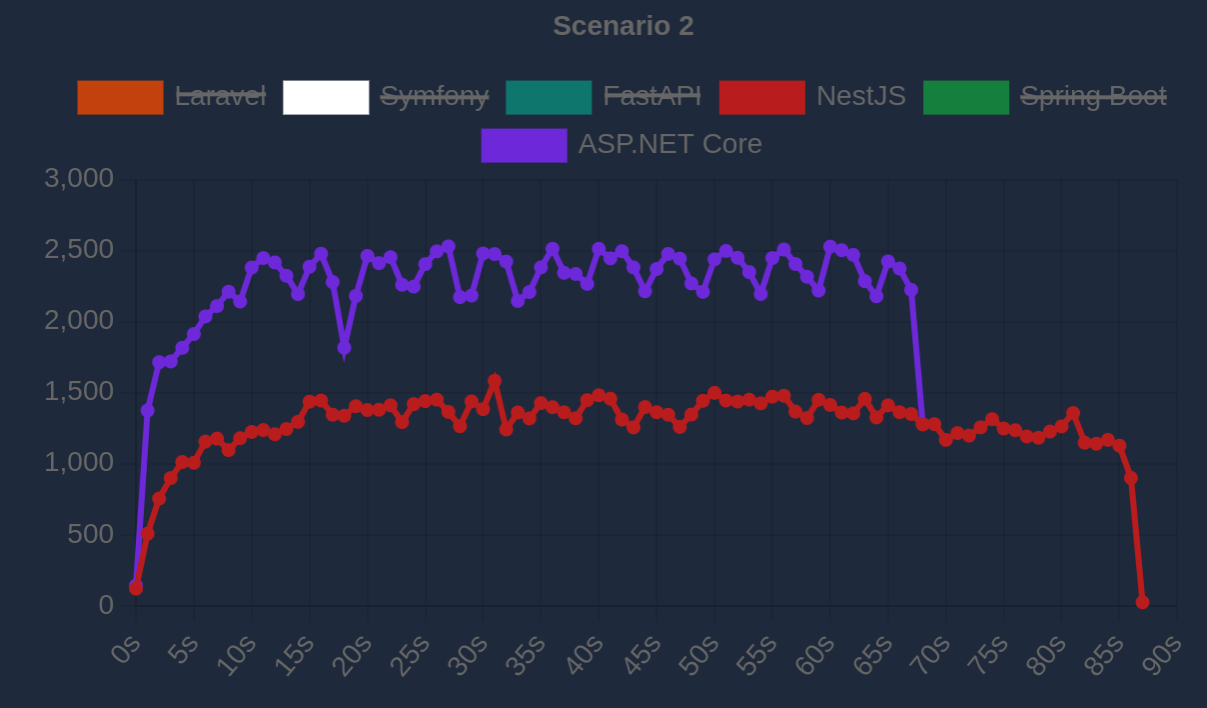 Scenario 2
Laravel Symfony FastAPI NestJS Spring Boot
ASP.NET Core
3,000
2,500
2,000
1,500
1,000
500
0
0s 5s 10s 15s 20s 25s 30s 35s 40s 45s 50s 55s 60s 65s 70s 75s 80s 85s 90s